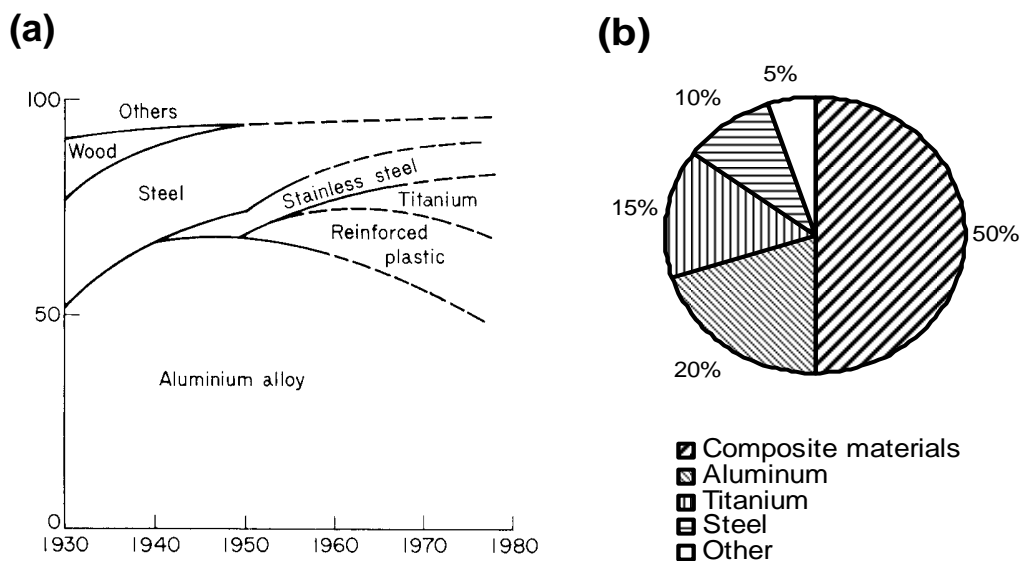 (a)
100
50
0
1930 1940 1950 1960 1970 1980
Others
Wood
Steel
Stainless steel
Titanium
Reinforced
plastic
Aluminium alloy
(b)
5%
10%
15%
50%
20%
Composite materials
Aluminum
Titanium
Steel
Other